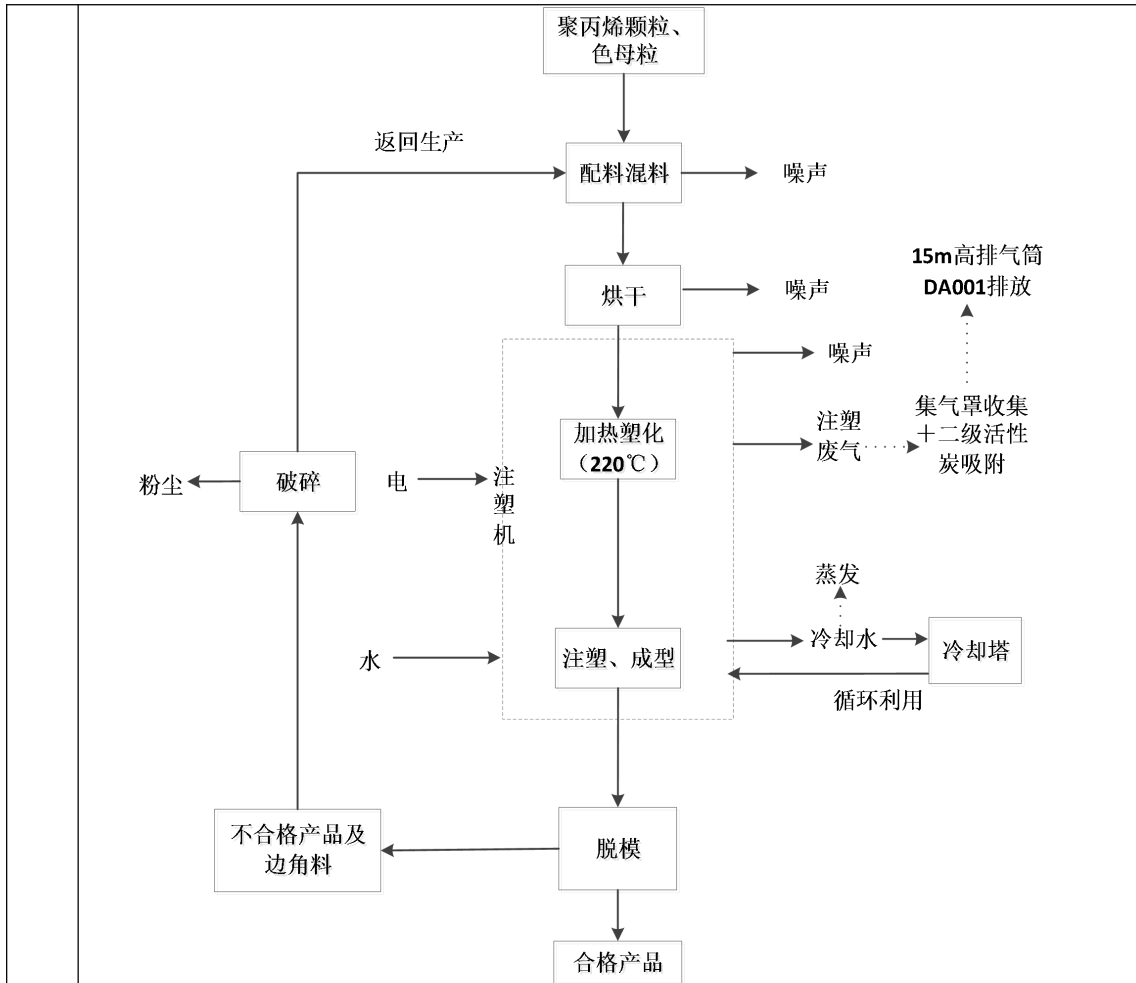 聚丙烯颗粒、
色母粒
返回生产
配料混料
噪声
15m高排气筒
DA001排放
烘干
噪声
噪声
加热塑化
（220℃）
注塑
废气
集气罩收集
＋二级活性
炭吸附
粉尘
破碎
电
注
塑
机
蒸发
水
注塑、成型
冷却水
冷却塔
循环利用
不合格产品及
边角料
脱模
合格产品